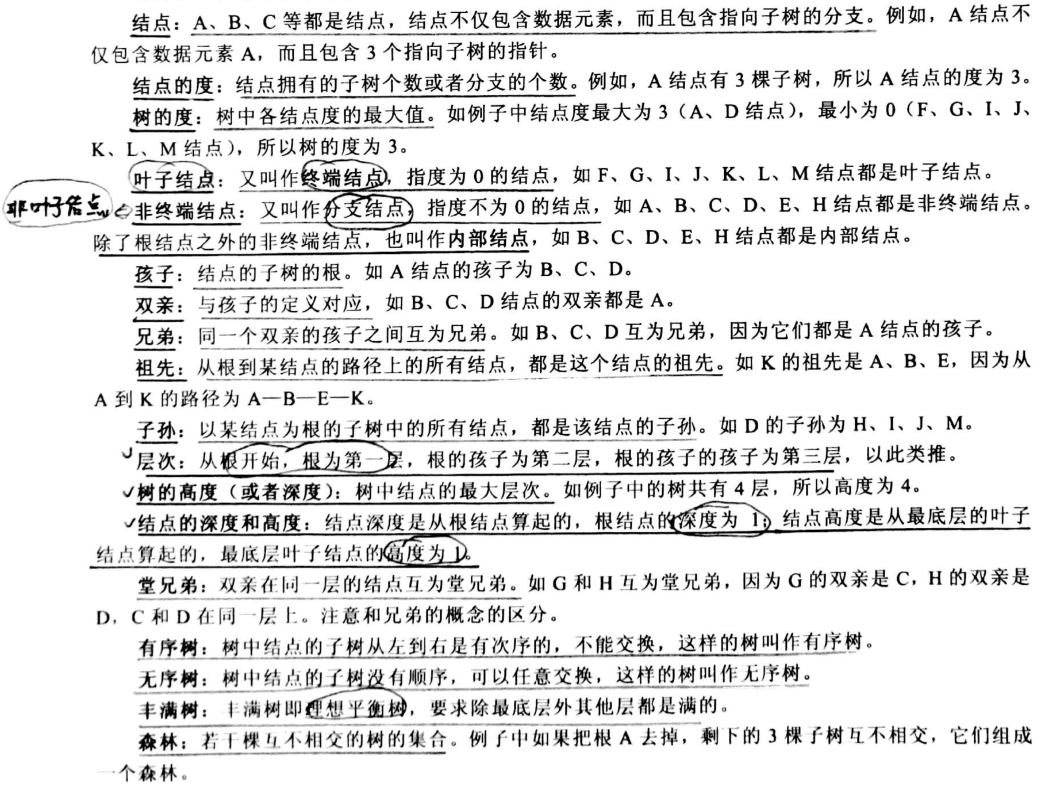 结点：A、B、C 等都是结点，结点不仅包含数据元素，而且包含指向子树的分支。例如，A 结点不
仅包含数据元素 A，而且包含 3 个指向子树的指针。
结点的度：结点拥有的子树个数或者分支的个数。例如，A 结点有 3 棵子树，所以 A 结点的度为 3。
树的度：树中各结点度的最大值。如例子中结点度最大为 3（A、D 结点），最小为 0（F、G、I、J、
K、L、M 结点），所以树的度为 3。
叶子结点：又叫作终端结点，指度为 0 的结点，如 F、G、I、J、K、L、M 结点都是叶子结点。
非叶子结点
非终端结点：又叫作分支结点，指度不为 0 的结点，如 A、B、C、D、E、H 结点都是非终端结点。
除了根结点之外的非终端结点，也叫作内部结点，如 B、C、D、E、H 结点都是内部结点。
孩子：结点的子树的根。如 A 结点的孩子为 B、C、D。
双亲：与孩子的定义对应，如 B、C、D 结点的双亲都是 A。
兄弟：同一个双亲的孩子之间互为兄弟。如 B、C、D 互为兄弟，因为它们都是 A 结点的孩子。
祖先：从根到某结点的路径上的所有结点，都是这个结点的祖先。如 K 的祖先是 A、B、E，因为从
A 到 K 的路径为 A—B—E—K。
子孙：以某结点为根的子树中的所有结点，都是该结点的子孙。如 D 的子孙为 H、I、J、M。
层次：从根开始，根为第一层，根的孩子为第二层，根的孩子的孩子为第三层，以此类推。
树的高度（或者深度）：树中结点的最大层次。如例子中的树共有 4 层，所以高度为 4。
结点的深度和高度：结点深度是从根结点算起的，根结点的深度为 1；结点高度是从最底层的叶子
结点算起的，最底层叶子结点的高度为 1。
堂兄弟：双亲在同一层的结点互为堂兄弟。如 G 和 H 互为堂兄弟，因为 G 的双亲是 C，H 的双亲是
D，C 和 D 在同一层上。注意和兄弟的概念的区分。
有序树：树中结点的子树从左到右是有次序的，不能交换，这样的树叫作有序树。
无序树：树中结点的子树没有顺序，可以任意交换，这样的树叫作无序树。
丰满树：丰满树即理想平衡树，要求除最底层外其他层都是满的。
森林：若干棵互不相交的树的集合。例子中如果把根 A 去掉，剩下的 3 棵子树互不相交，它们组成
一个森林。